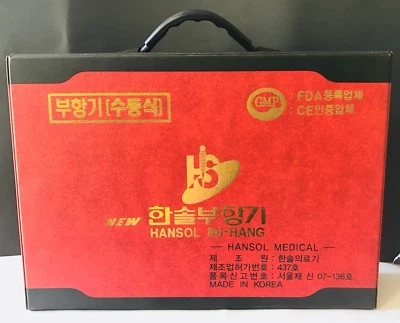 부항기(수동식)
GMP
: FDA등록업체
: CE인증업체
HS
NEW 한솔부항기
HANSOL BU-HANG
— HANSOL MEDICAL —
제 조 원 : 한솔의료기
제조업허가번호 : 437호
품목신고번호 : 서울제 신 07-136호
MADE IN KOREA